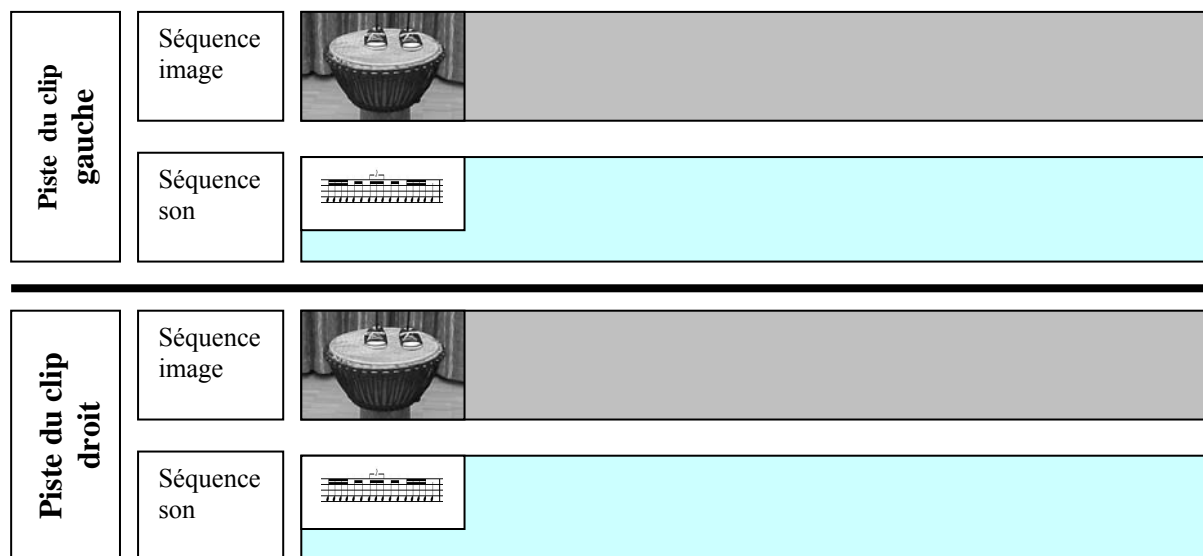 Piste du clip
gauche
Séquence
image
Séquence
son
Piste du clip
droit
Séquence
image
Séquence
son